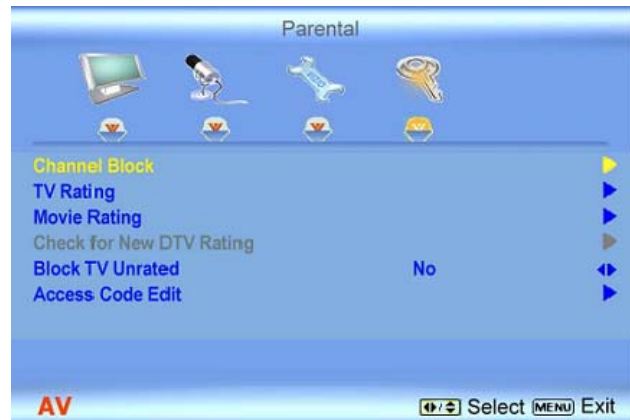 Parental
Channel Block
TV Rating
Movie Rating
Check for New DTV Rating
Block TV Unrated No
Access Code Edit
AV Select MENU Exit